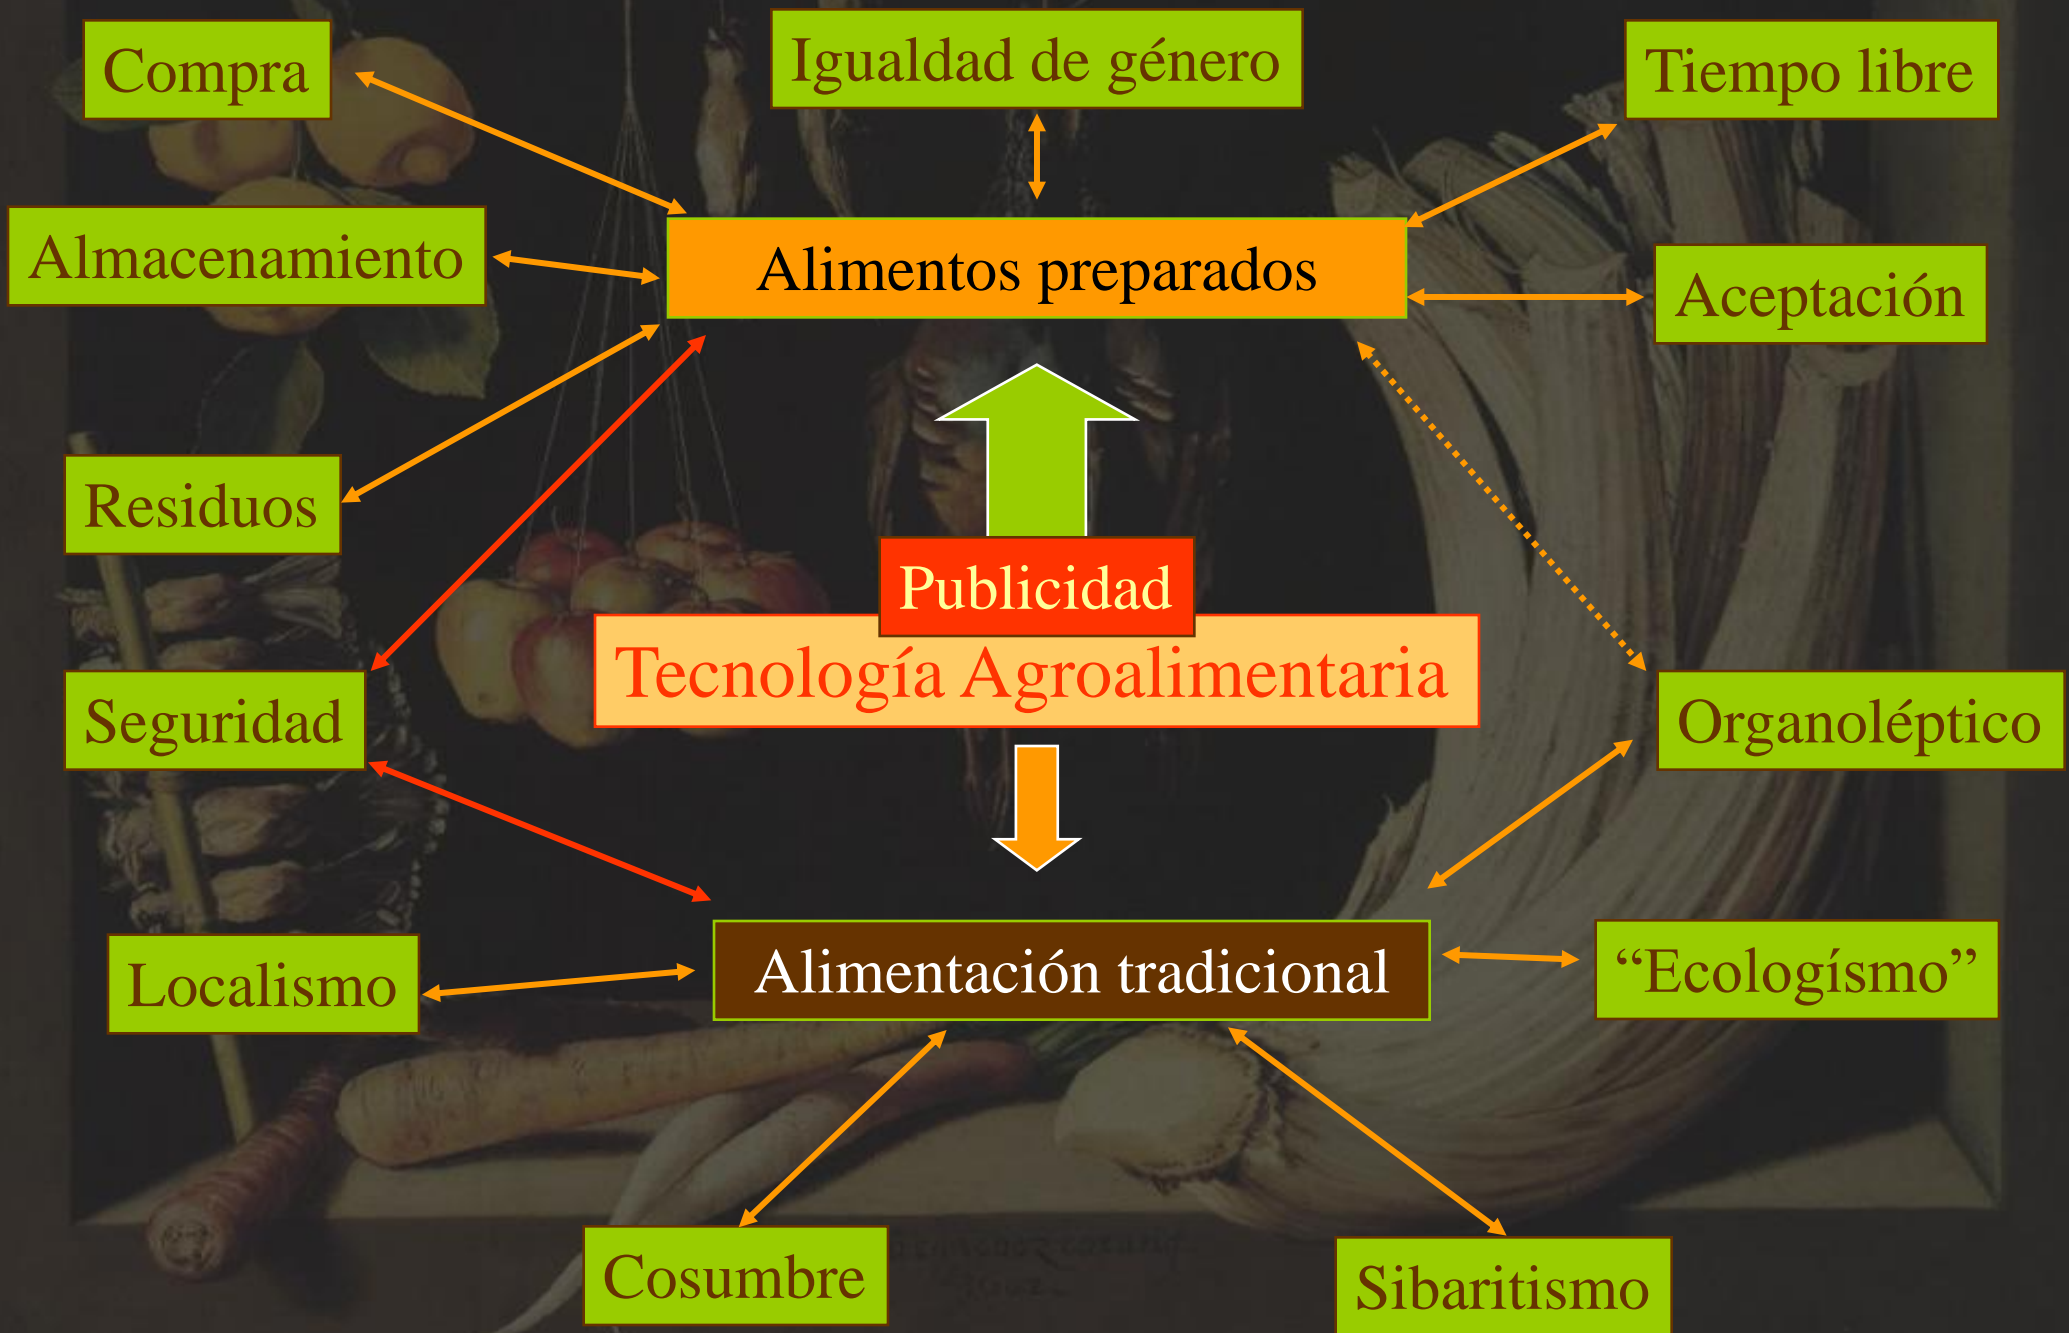 Compra
Igualdad de género
Tiempo libre
Almacenamiento
Alimentos preparados
Aceptación
Residuos
Publicidad
Tecnología Agroalimentaria
Seguridad
Organoléptico
Localismo
Alimentación tradicional
“Ecologísmo”
Cosumbre
Sibaritismo